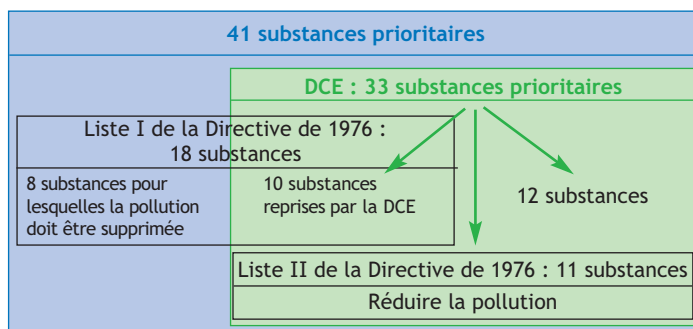 41 substances prioritaires
DCE : 33 substances prioritaires
Liste I de la Directive de 1976 :
18 substances
8 substances pour
lesquelles la pollution
doit être supprimée
10 substances
reprises par la DCE
12 substances
Liste II de la Directive de 1976 : 11 substances
Réduire la pollution